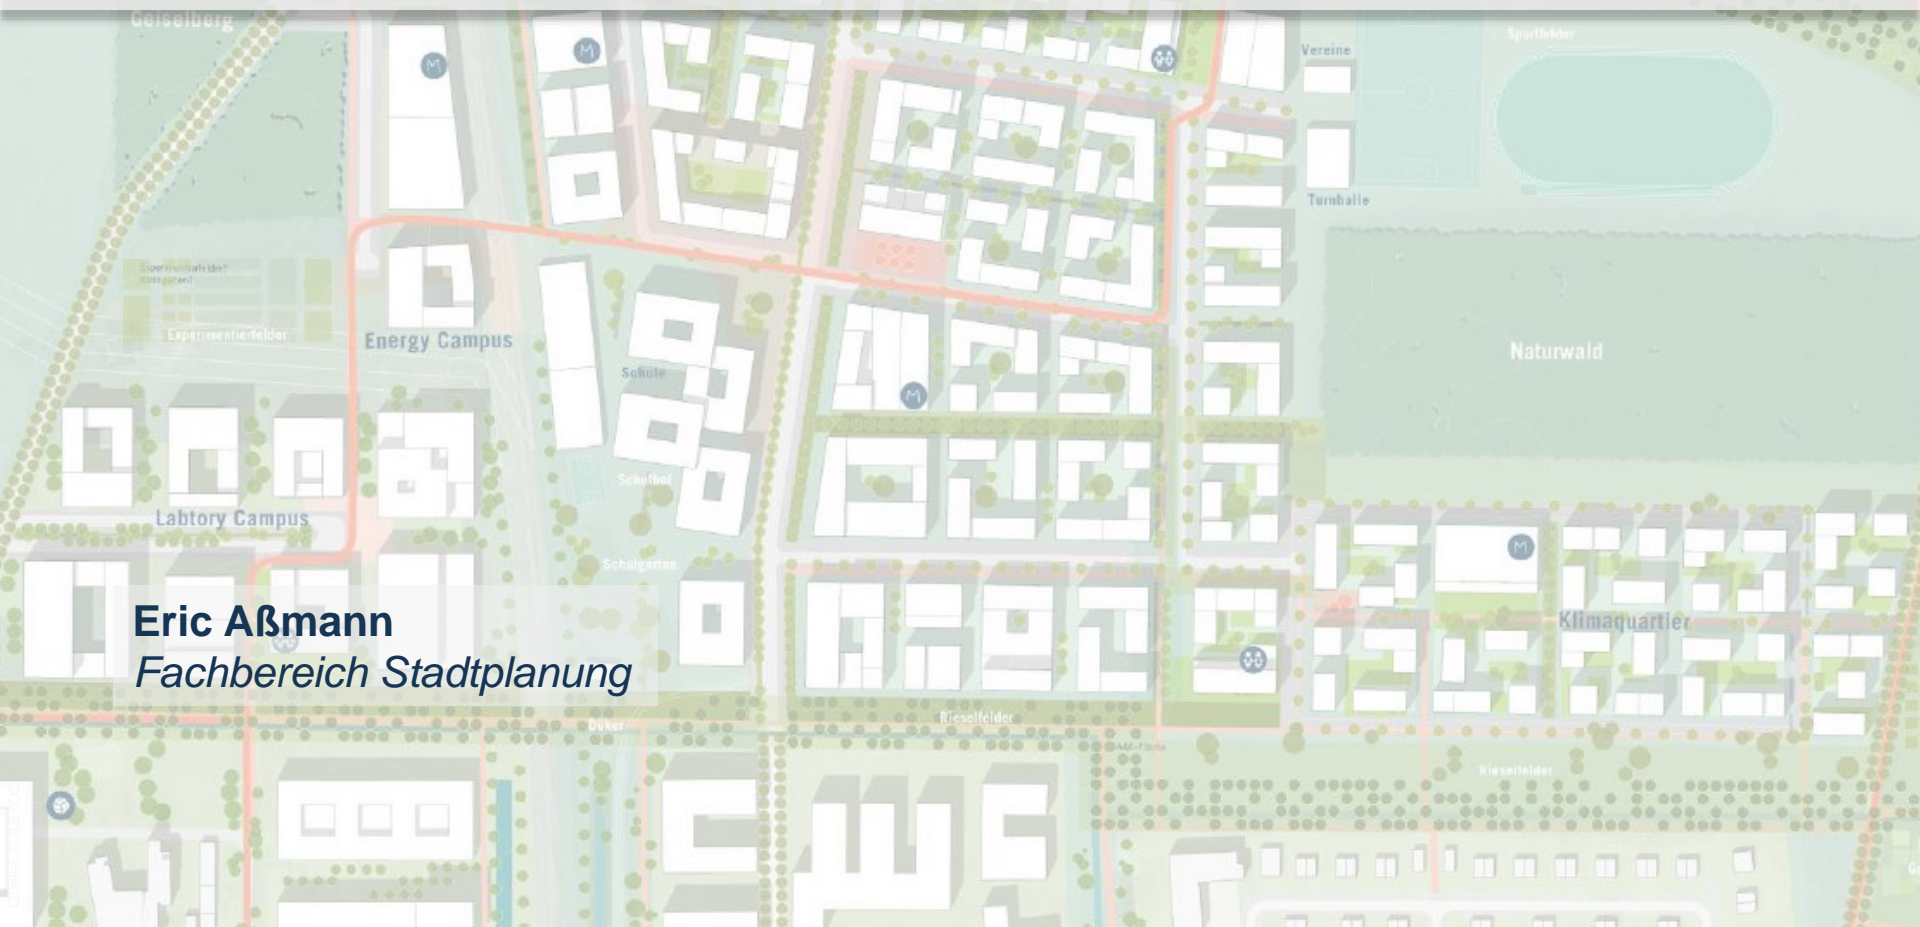 Geiselberg
M
M
Vereine
Sportfelder
Turnhalle
Experimentierfelder
Energy Campus
Schule
M
Naturwald
Schulhof
Labtory Campus
Schulgarten
M
Klimaquartier
Eric Aßmann
Fachbereich Stadtplanung
Düker
Rieselfelder
Rieselfelder